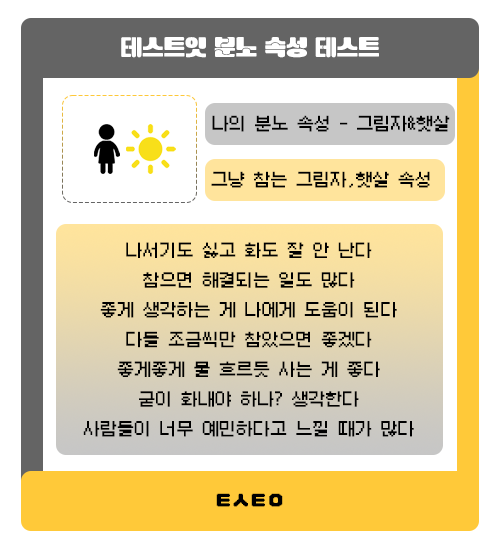 테스트잇 분노 속성 테스트
나의 분노 속성 - 그림자&햇살
그냥 참는 그림자,햇살 속성
나서기도 싫고 화도 잘 안 난다
참으면 해결되는 일도 많다
좋게 생각하는 게 나에게 도움이 된다
다들 조금씩만 참았으면 좋겠다
좋게좋게 물 흐르듯 사는 게 좋다
굳이 화내야 하나? 생각한다
사람들이 너무 예민하다고 느낄 때가 많다
ㅌㅅㅌㅇ